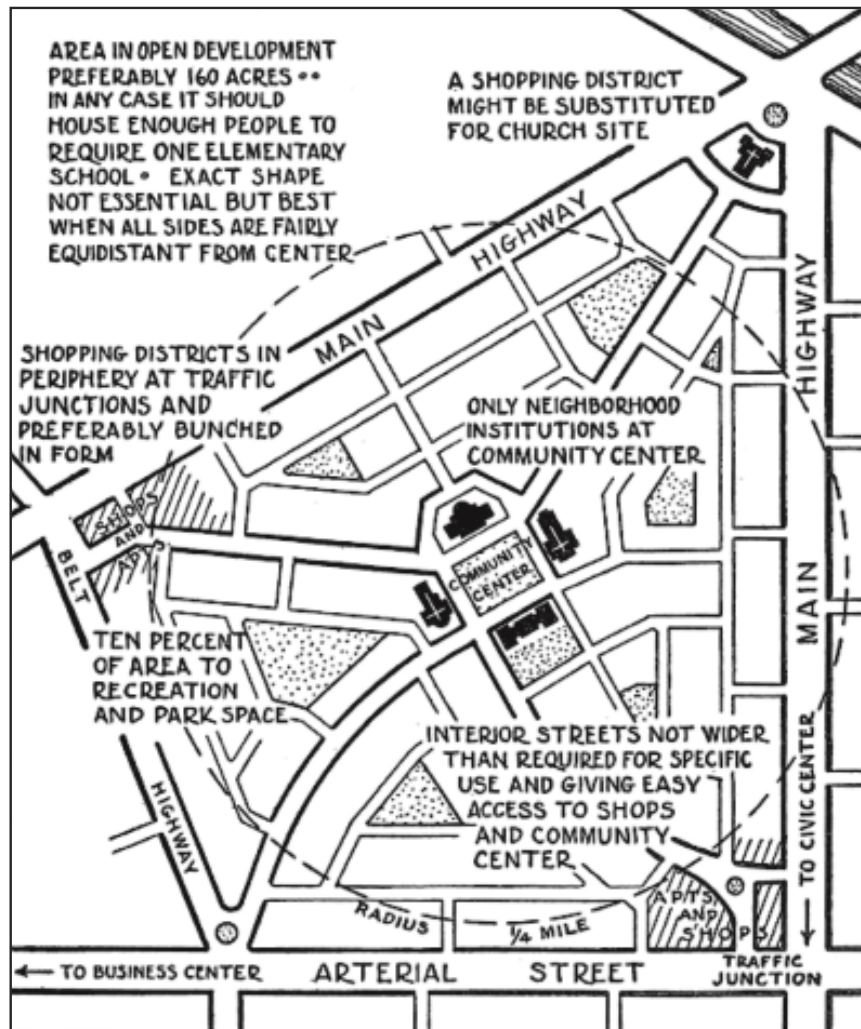 AREA IN OPEN DEVELOPMENT
PREFERABLY 160 ACRES ••
IN ANY CASE IT SHOULD
HOUSE ENOUGH PEOPLE TO
REQUIRE ONE ELEMENTARY
SCHOOL • EXACT SHAPE
NOT ESSENTIAL BUT BEST
WHEN ALL SIDES ARE FAIRLY
EQUIDISTANT FROM CENTER
A SHOPPING DISTRICT
MIGHT BE SUBSTITUTED
FOR CHURCH SITE
MAIN HIGHWAY
SHOPPING DISTRICTS IN
PERIPHERY AT TRAFFIC
JUNCTIONS AND
PREFERABLY BUNCHED
IN FORM
ONLY NEIGHBORHOOD
INSTITUTIONS AT
COMMUNITY CENTER
SHOPS
AND
APTS
BELT
HIGHWAY
COMMUNITY
CENTER
MAIN HIGHWAY
TEN PERCENT
OF AREA TO
RECREATION
AND PARK SPACE
INTERIOR STREETS NOT WIDER
THAN REQUIRED FOR SPECIFIC
USE AND GIVING EASY
ACCESS TO SHOPS
AND COMMUNITY
CENTER
← TO CIVIC CENTER
RADIUS 1/4 MILE
APTS
AND
SHOPS
TRAFFIC
JUNCTION
← TO BUSINESS CENTER
ARTERIAL STREET